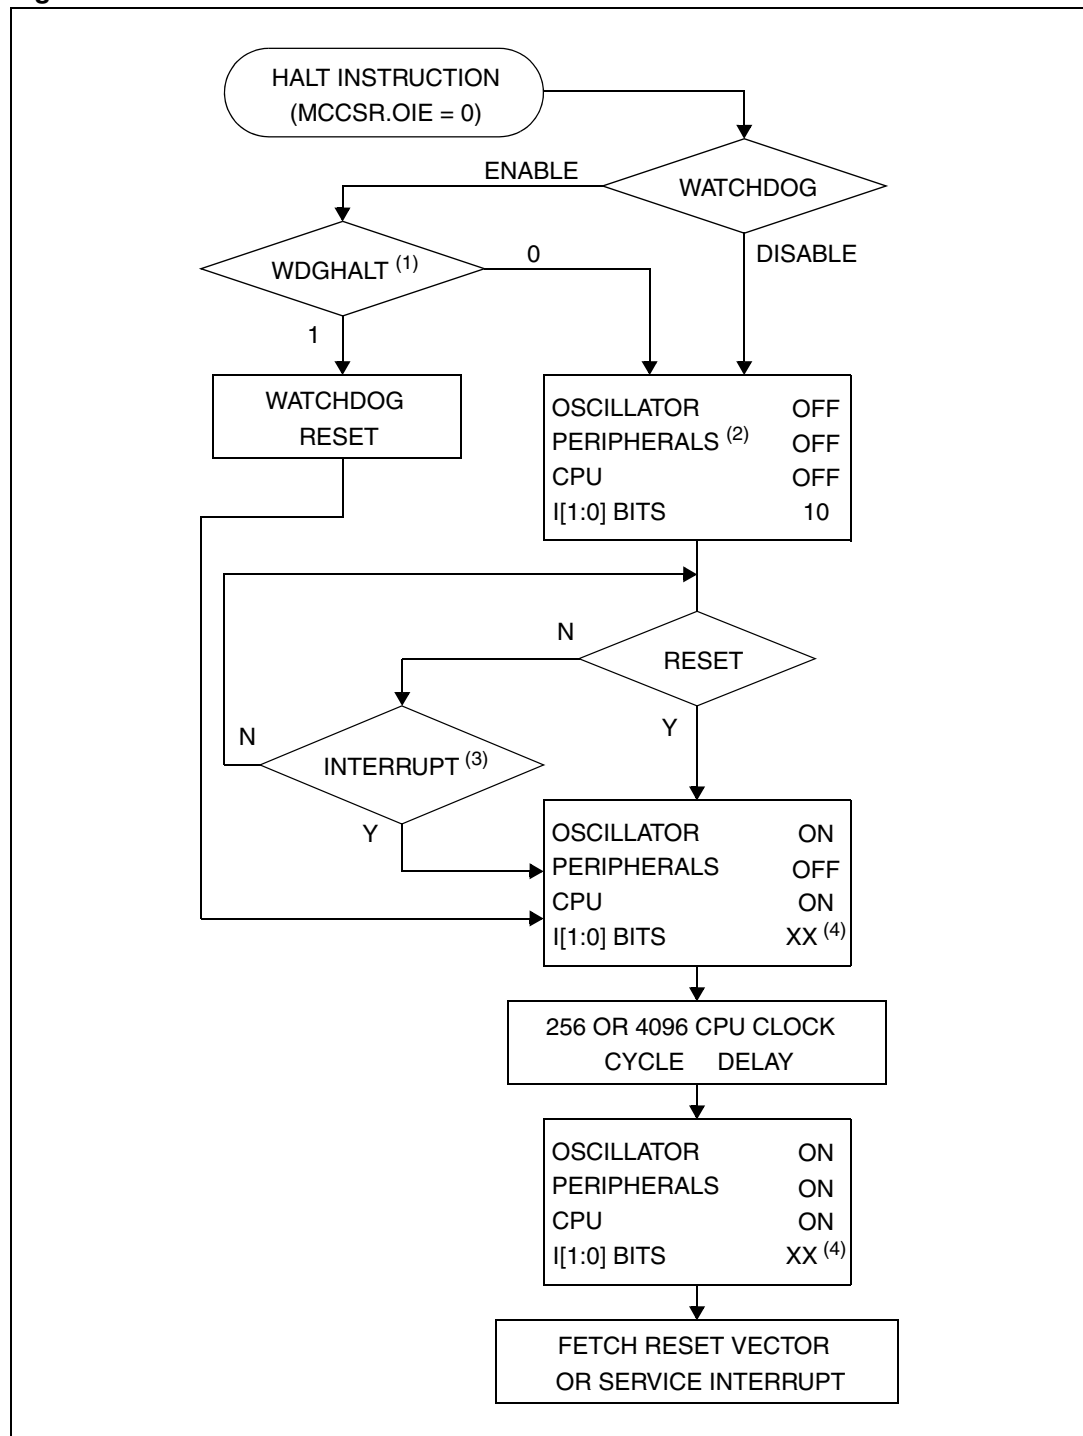 HALT INSTRUCTION
(MCCSR.OIE = 0)
ENABLE
WATCHDOG
WDGHALT (1)
0
DISABLE
1
WATCHDOG
RESET
OSCILLATOR OFF
PERIPHERALS (2) OFF
CPU OFF
I[1:0] BITS 10
N
RESET
Y
N
INTERRUPT (3)
Y
OSCILLATOR ON
PERIPHERALS OFF
CPU ON
I[1:0] BITS XX (4)
256 OR 4096 CPU CLOCK
CYCLE DELAY
OSCILLATOR ON
PERIPHERALS ON
CPU ON
I[1:0] BITS XX (4)
FETCH RESET VECTOR
OR SERVICE INTERRUPT